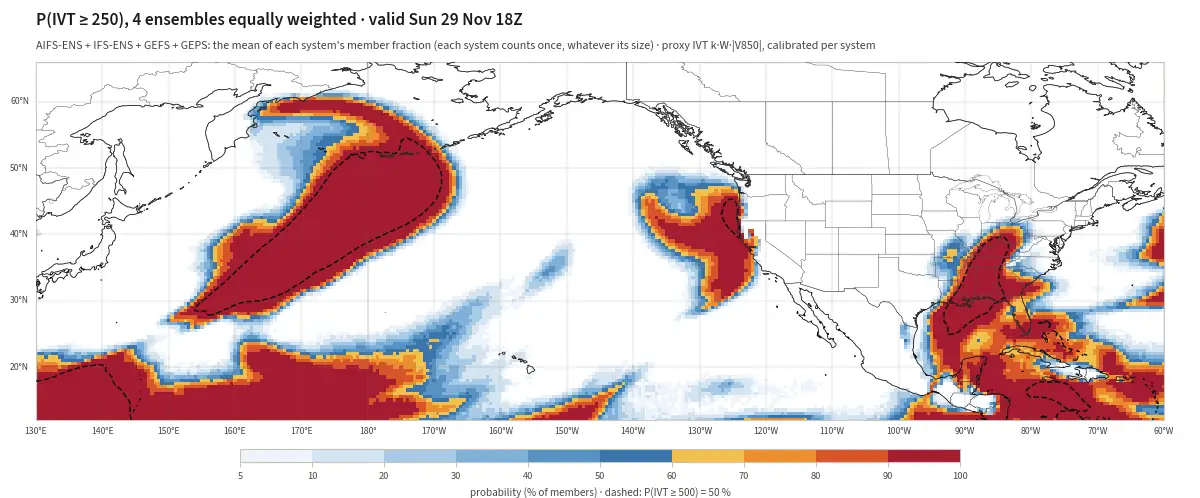 P(IVT ≥ 250), 4 ensembles equally weighted · valid Sun 29 Nov 18Z
AIFS-ENS + IFS-ENS + GEFS + GEPS: the mean of each system's member fraction (each system counts once, whatever its size) · proxy IVT k·W·|V850|, calibrated per system
60°N
50°N
40°N
30°N
20°N
130°E 140°E 150°E 160°E 170°E 180° 170°W 160°W 150°W 140°W 130°W 120°W 110°W 100°W 90°W 80°W 70°W 60°W
5 10 20 30 40 50 60 70 80 90 100
probability (% of members) · dashed: P(IVT ≥ 500) = 50 %